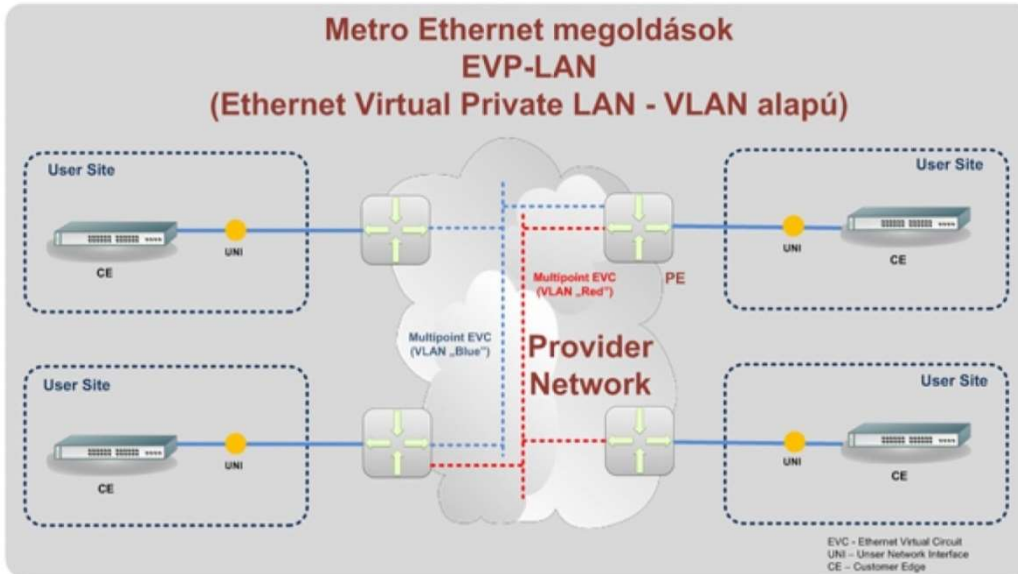 Metro Ethernet megoldások
EVP-LAN
(Ethernet Virtual Private LAN - VLAN alapú)
User Site
CE
UNI
User Site
UNI
CE
Multipoint EVC
(VLAN „Red”)
PE
Multipoint EVC
(VLAN „Blue”)
Provider
Network
User Site
CE
UNI
User Site
UNI
CE
EVC - Ethernet Virtual Circuit
UNI – Unser Network Interface
CE – Customer Edge